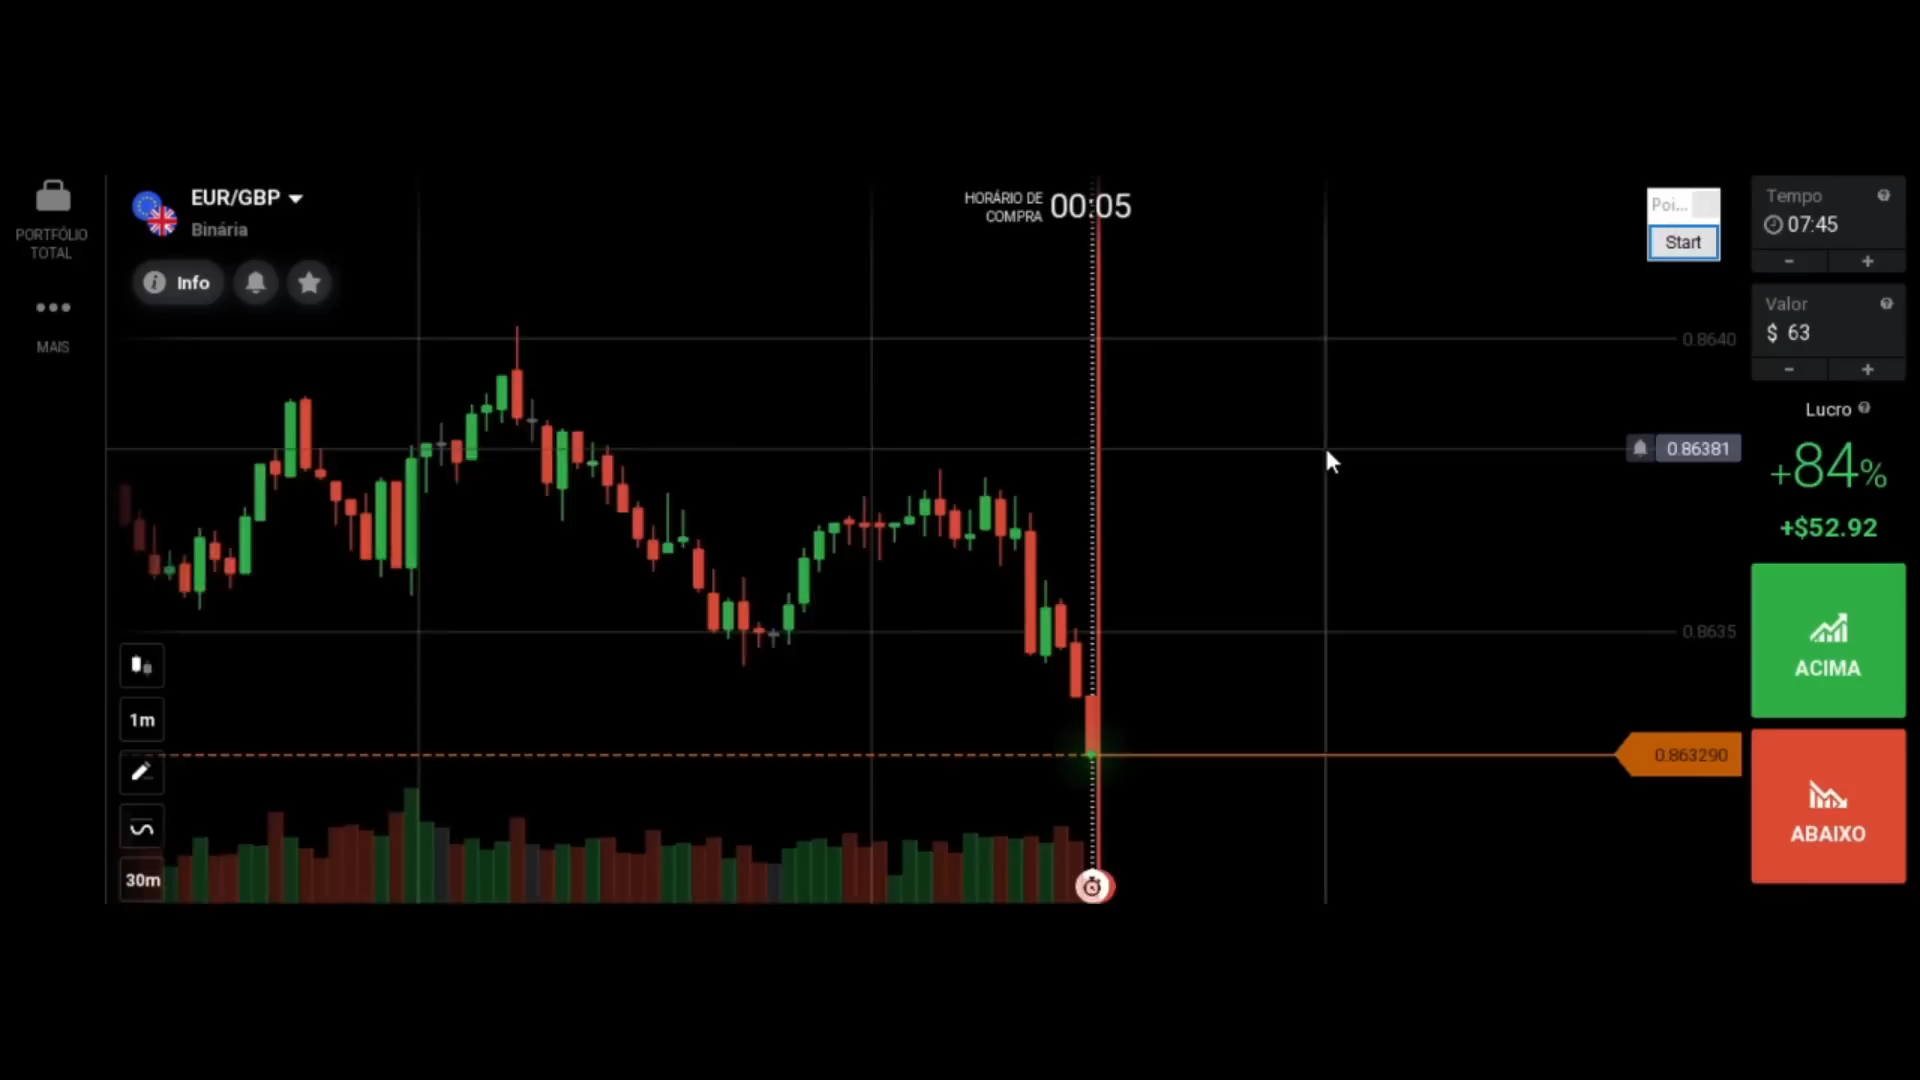 PORTFÓLIO
TOTAL
MAIS
EUR/GBP
Binária
Info
HORÁRIO DE
COMPRA
00:05
Poi...
Start
0.8640
0.86381
0.8635
0.863290
1m
30m
Tempo
07:45
- +
Valor
$ 63
- +
Lucro
+84%
+$52.92
ACIMA
ABAIXO